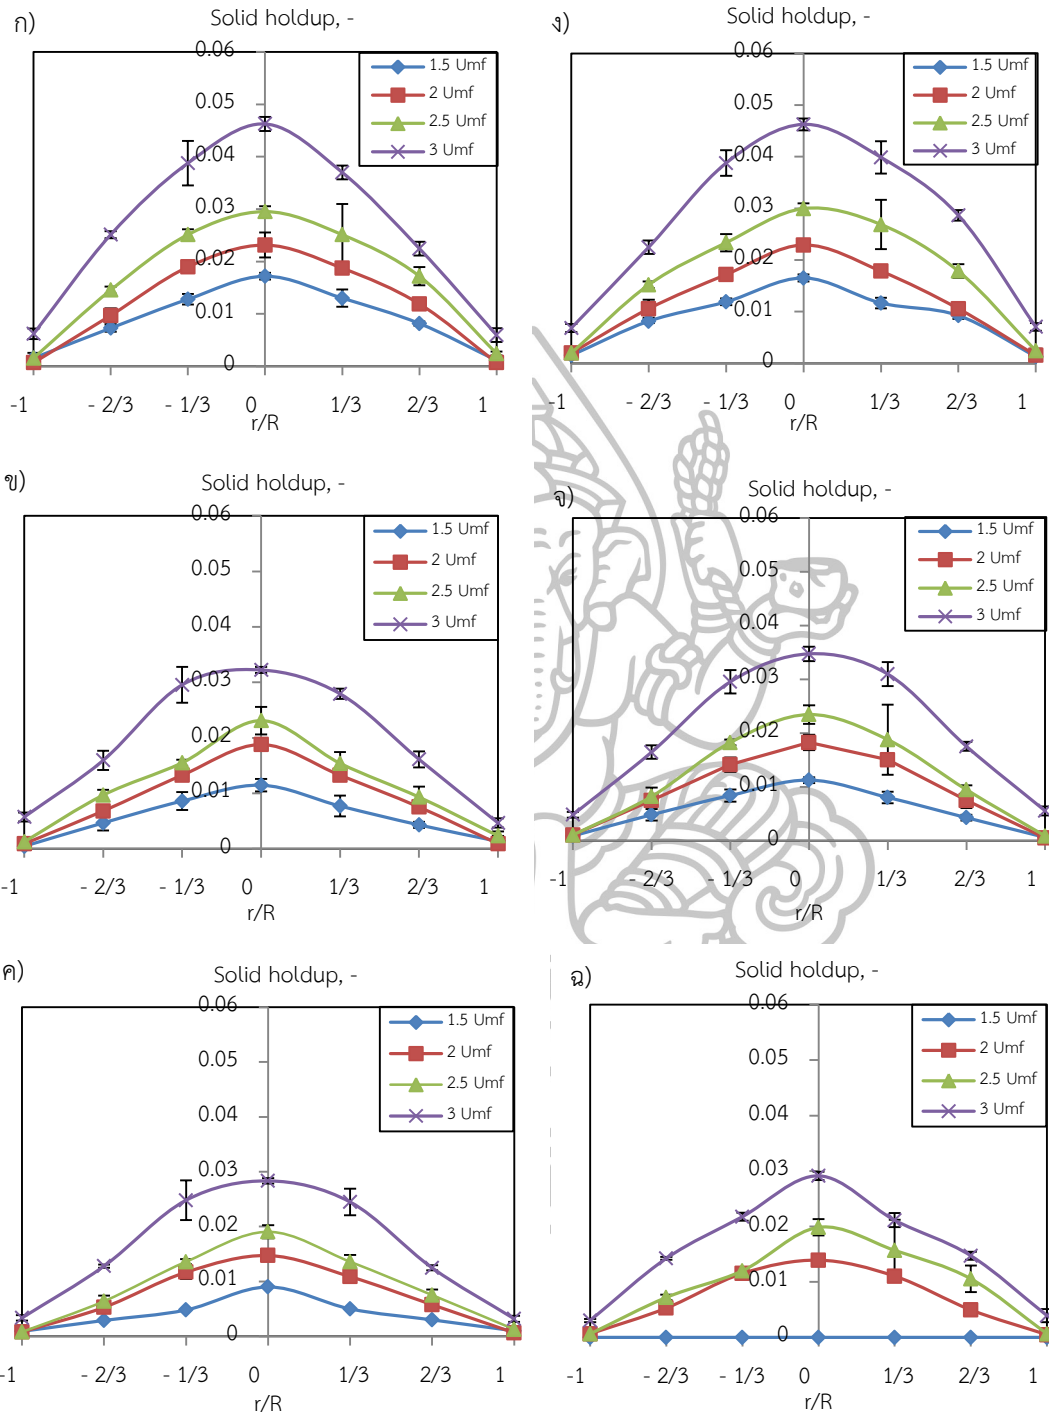 ก)
Solid holdup, -
0.06
0.05
0.04
0.03
0.02
0.01
0
1.5 Umf
2 Umf
2.5 Umf
3 Umf
-1 - 2/3 - 1/3 0 1/3 2/3 1
r/R
ง)
Solid holdup, -
0.06
0.05
0.04
0.03
0.02
0.01
0
1.5 Umf
2 Umf
2.5 Umf
3 Umf
-1 - 2/3 - 1/3 0 1/3 2/3 1
r/R
ข)
Solid holdup, -
0.06
0.05
0.04
0.03
0.02
0.01
0
1.5 Umf
2 Umf
2.5 Umf
3 Umf
-1 - 2/3 - 1/3 0 1/3 2/3 1
r/R
จ)
Solid holdup, -
0.06
0.05
0.04
0.03
0.02
0.01
0
1.5 Umf
2 Umf
2.5 Umf
3 Umf
-1 - 2/3 - 1/3 0 1/3 2/3 1
r/R
ค)
Solid holdup, -
0.06
0.05
0.04
0.03
0.02
0.01
0
1.5 Umf
2 Umf
2.5 Umf
3 Umf
-1 - 2/3 - 1/3 0 1/3 2/3 1
r/R
ฉ)
Solid holdup, -
0.06
0.05
0.04
0.03
0.02
0.01
0
1.5 Umf
2 Umf
2.5 Umf
3 Umf
-1 - 2/3 - 1/3 0 1/3 2/3 1
r/R